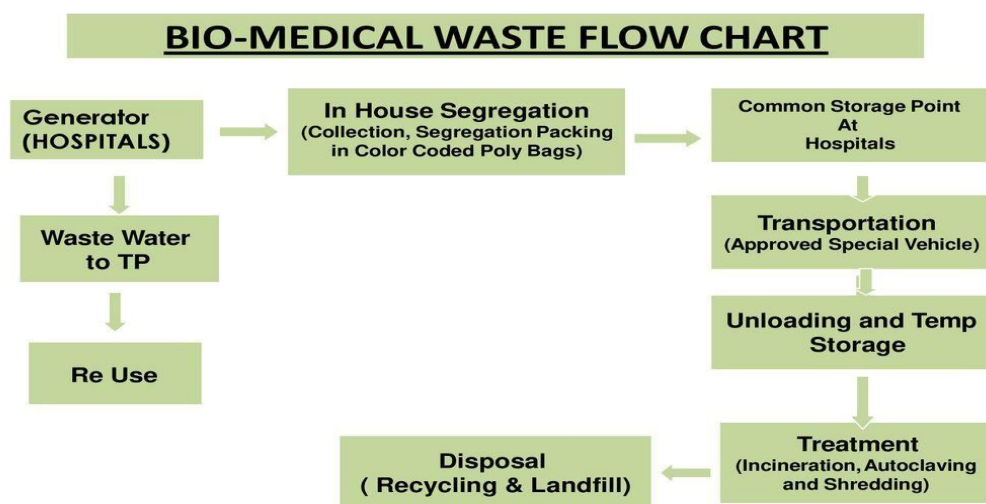 BIO-MEDICAL WASTE FLOW CHART
Generator
(HOSPITALS)
In House Segregation
(Collection, Segregation Packing
in Color Coded Poly Bags)
Common Storage Point
At
Hospitals
Waste Water
to TP
Transportation
(Approved Special Vehicle)
Unloading and Temp
Storage
Re Use
Treatment
(Incineration, Autoclaving
and Shredding)
Disposal
( Recycling & Landfill)